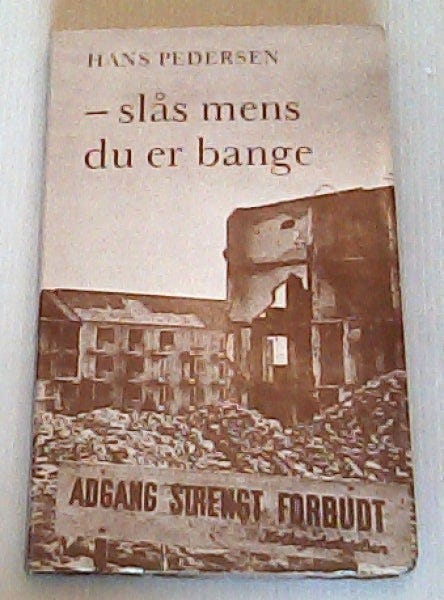 HANS PEDERSEN
– slås mens
du er bange
ADGANG STRENGT FORBUDT